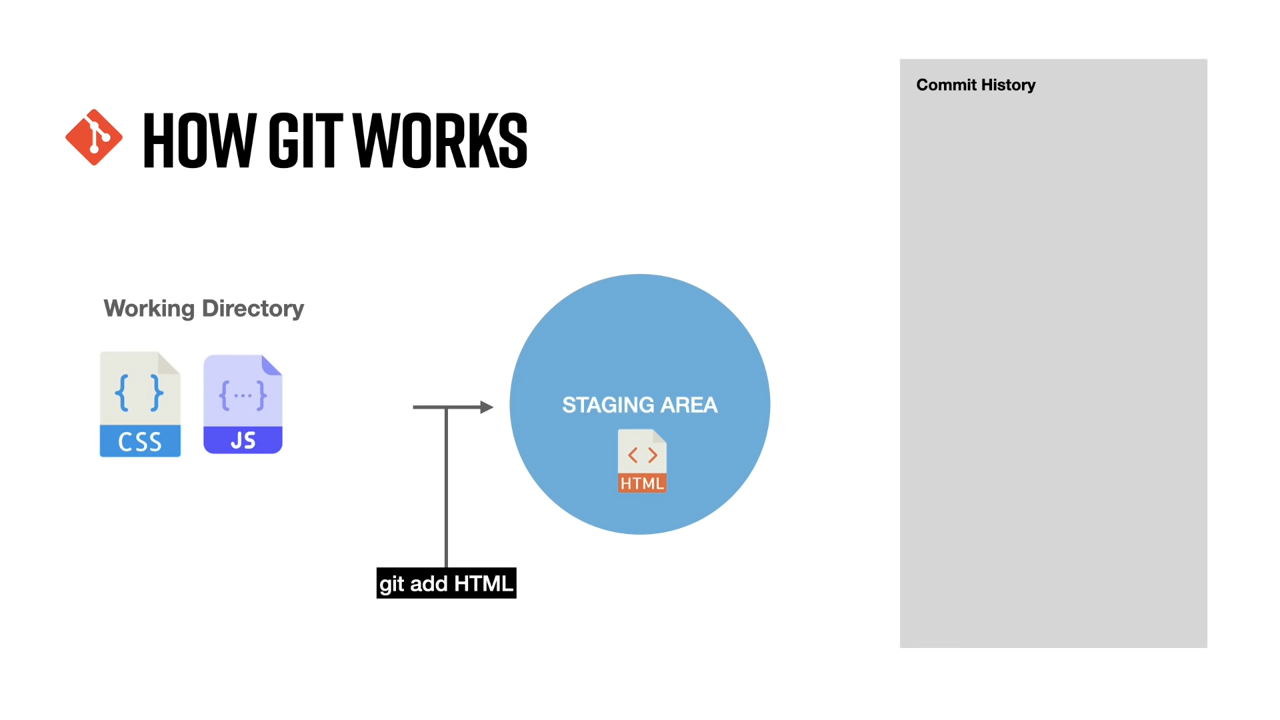 HOW GIT WORKS
Commit History
Working Directory
{ }
CSS
{...}
JS
STAGING AREA
< >
HTML
git add HTML